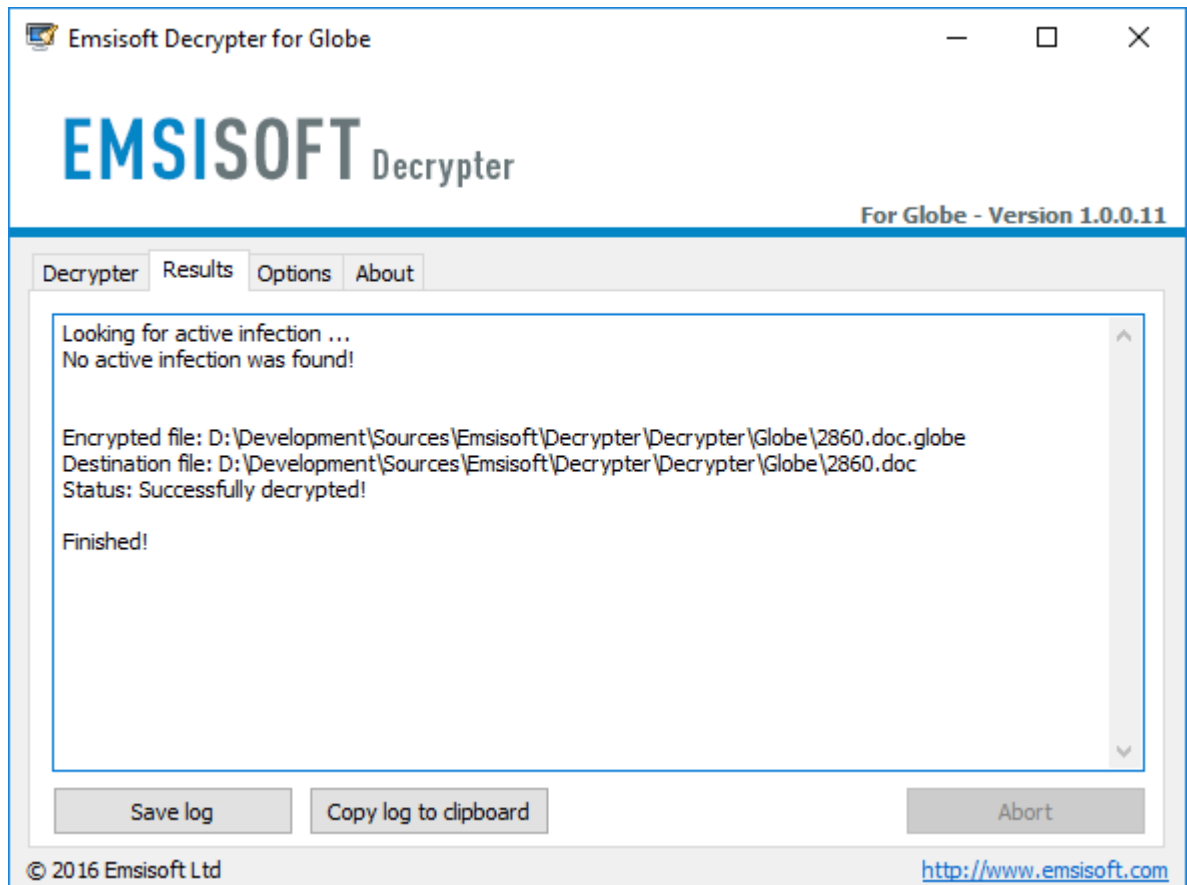 Emsisoft Decrypter for Globe
EMSISOFT Decrypter
For Globe - Version 1.0.0.11
Decrypter Results Options About
Looking for active infection ...
No active infection was found!
Encrypted file: D:\Development\Sources\Emsisoft\Decrypter\Decrypter\Globe\2860.doc.globe
Destination file: D:\Development\Sources\Emsisoft\Decrypter\Decrypter\Globe\2860.doc
Status: Successfully decrypted!
Finished!
Save log Copy log to clipboard Abort
© 2016 Emsisoft Ltd http://www.emsisoft.com